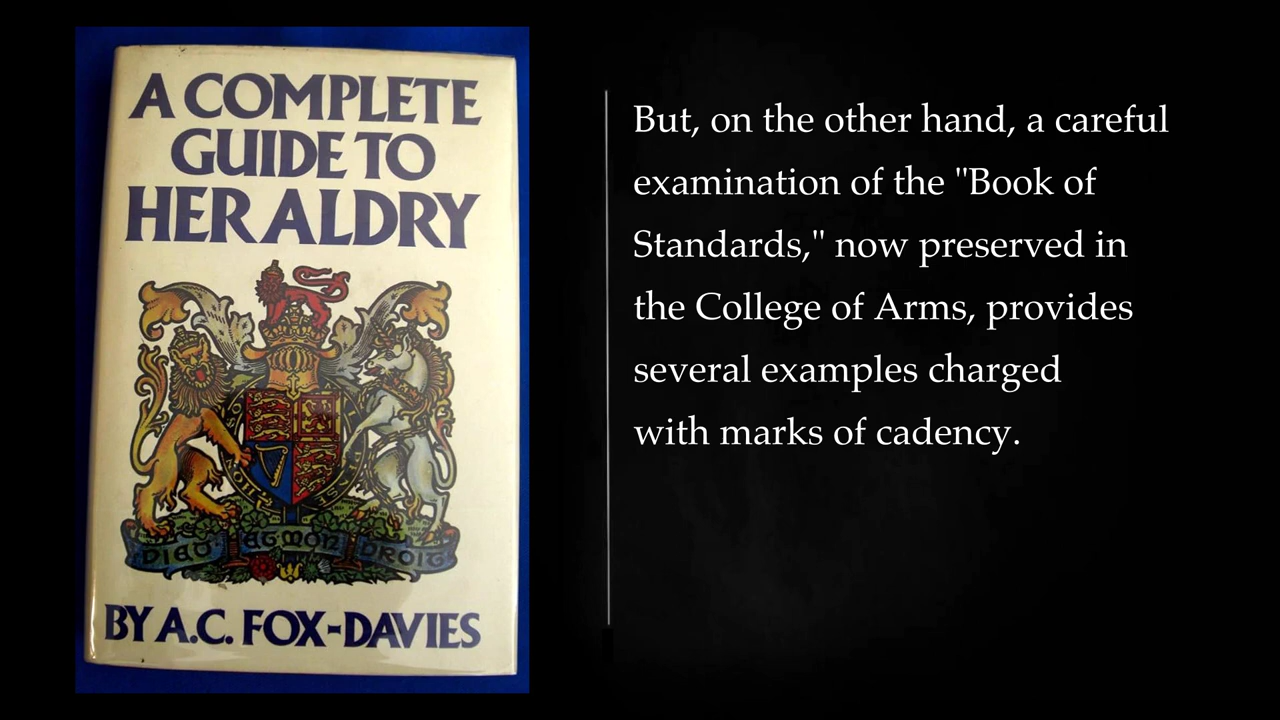 A COMPLETE
GUIDE TO
HERALDRY
DIEU ET MON DROIT
BY A.C. FOX-DAVIES
But, on the other hand, a careful
examination of the "Book of
Standards," now preserved in
the College of Arms, provides
several examples charged
with marks of cadency.